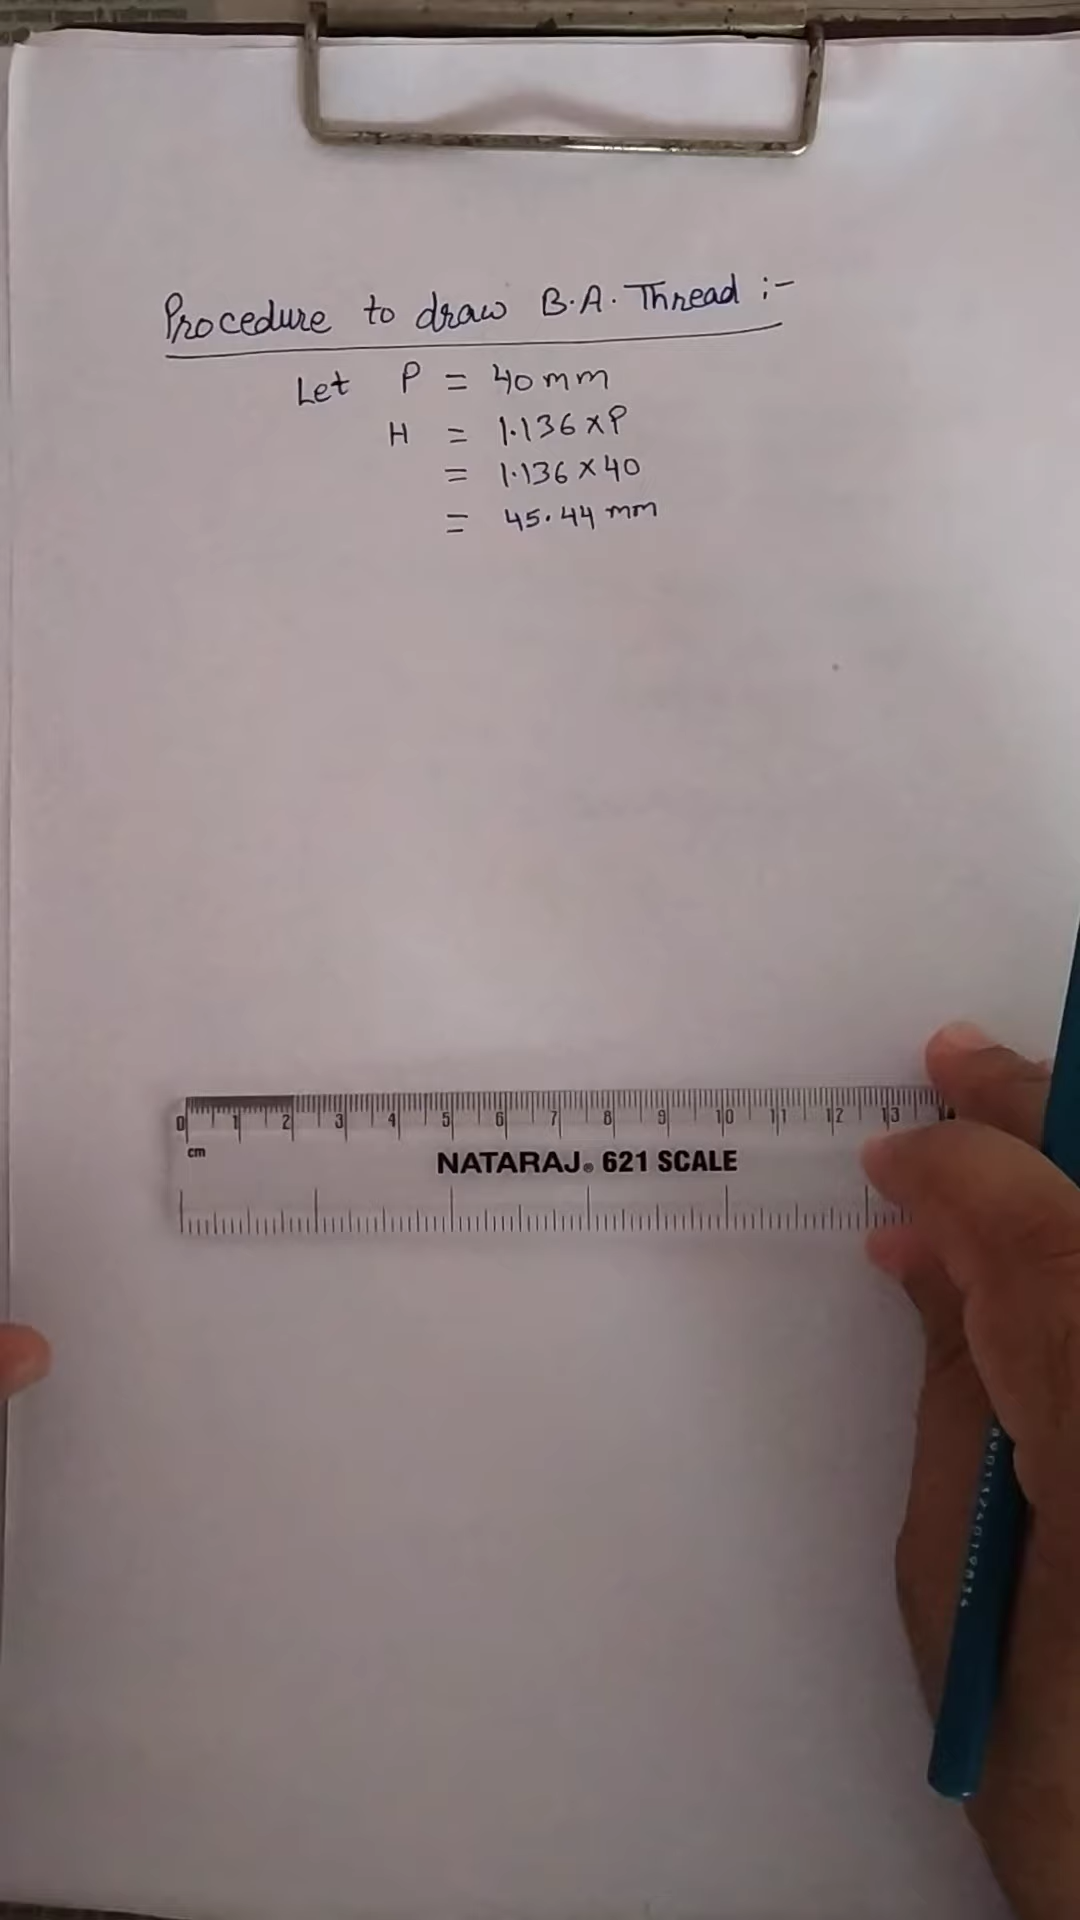 Procedure to draw B.A. Thread :-
Let P = 40 mm
H = 1.136 x P
= 1.136 x 40
= 45.44 mm
0 1 2 3 4 5 6 7 8 9 10 11 12 13
cm
NATARAJ® 621 SCALE